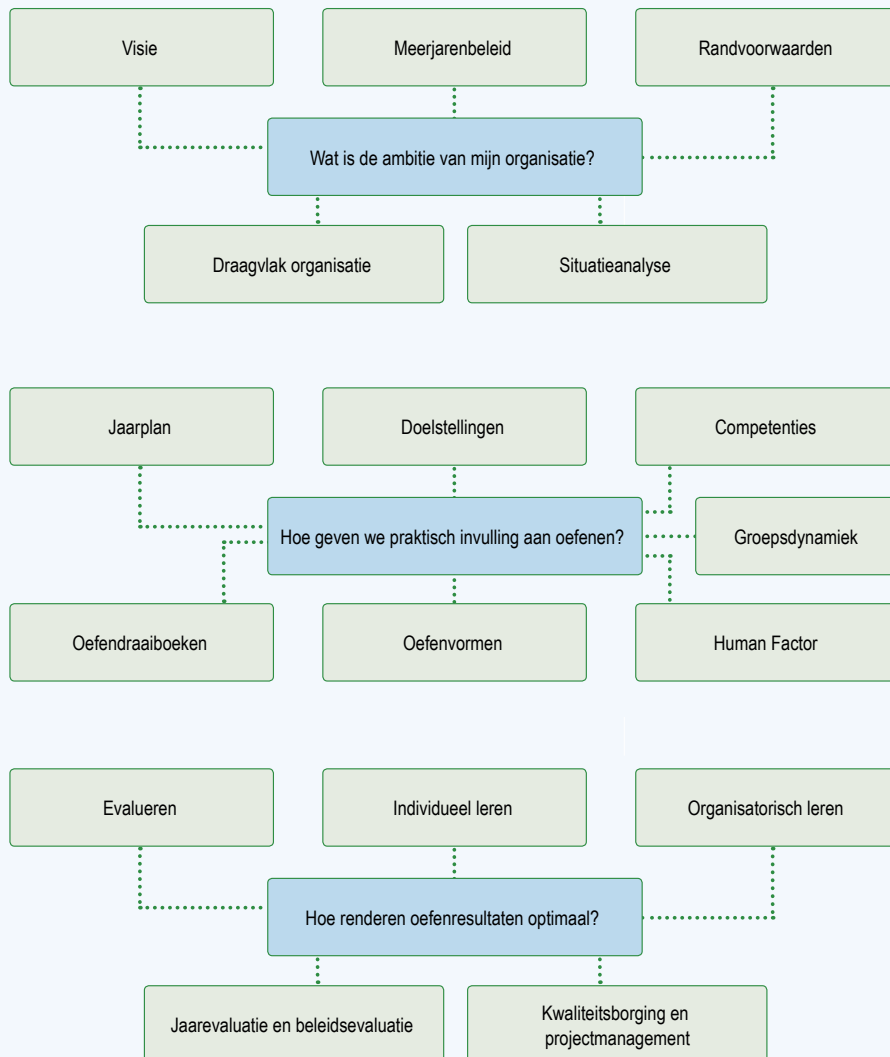 Visie
Meerjarenbeleid
Randvoorwaarden
Wat is de ambitie van mijn organisatie?
Draagvlak organisatie
Situatieanalyse
Jaarplan
Doelstellingen
Competenties
Hoe geven we praktisch invulling aan oefenen?
Groepsdynamiek
Oefendraaiboeken
Oefenvormen
Human Factor
Evalueren
Individueel leren
Organisatorisch leren
Hoe renderen oefenresultaten optimaal?
Jaarevaluatie en beleidsevaluatie
Kwaliteitsborging en
projectmanagement